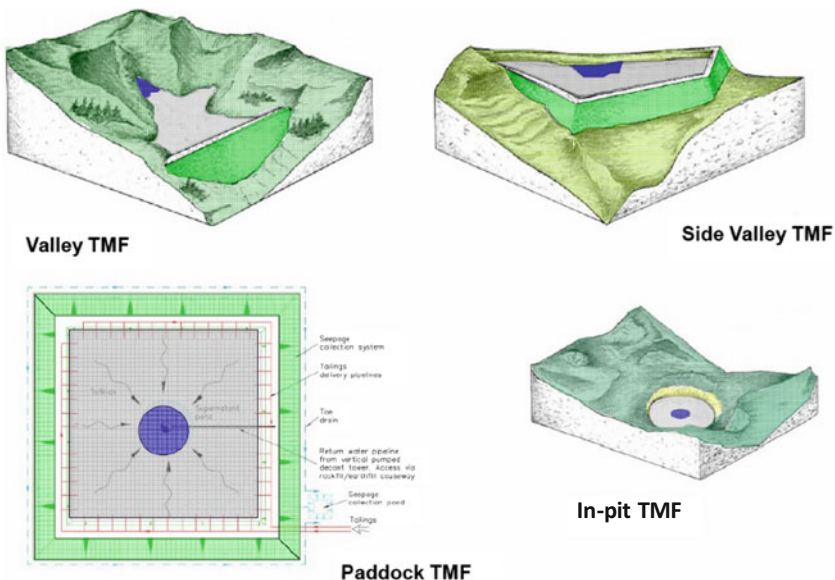 Valley TMF
Side Valley TMF
Seepage
collection system
Tailings
delivery pipelines
Tailings
Supernatant
pond
Toe
drain
Return water pipeline
from vertical pumped
decant tower. Access via
rockfill/earthfill causeway
Seepage
collection pond
Tailings
Paddock TMF
In-pit TMF